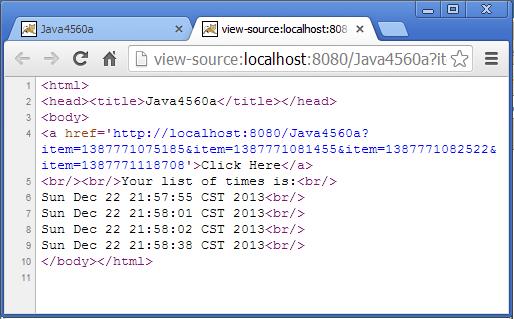 Java4560a
view-source:localhost:808
view-source:localhost:8080/Java4560a?it
1 <html>
2 <head><title>Java4560a</title></head>
3 <body>
4 <a href='http://localhost:8080/Java4560a?
item=1387771075185&item=1387771081455&item=1387771082522&
item=1387771118708'>Click Here</a>
5 <br/><br/>Your list of times is:<br/>
6 Sun Dec 22 21:57:55 CST 2013<br/>
7 Sun Dec 22 21:58:01 CST 2013<br/>
8 Sun Dec 22 21:58:02 CST 2013<br/>
9 Sun Dec 22 21:58:38 CST 2013<br/>
10 </body></html>
11